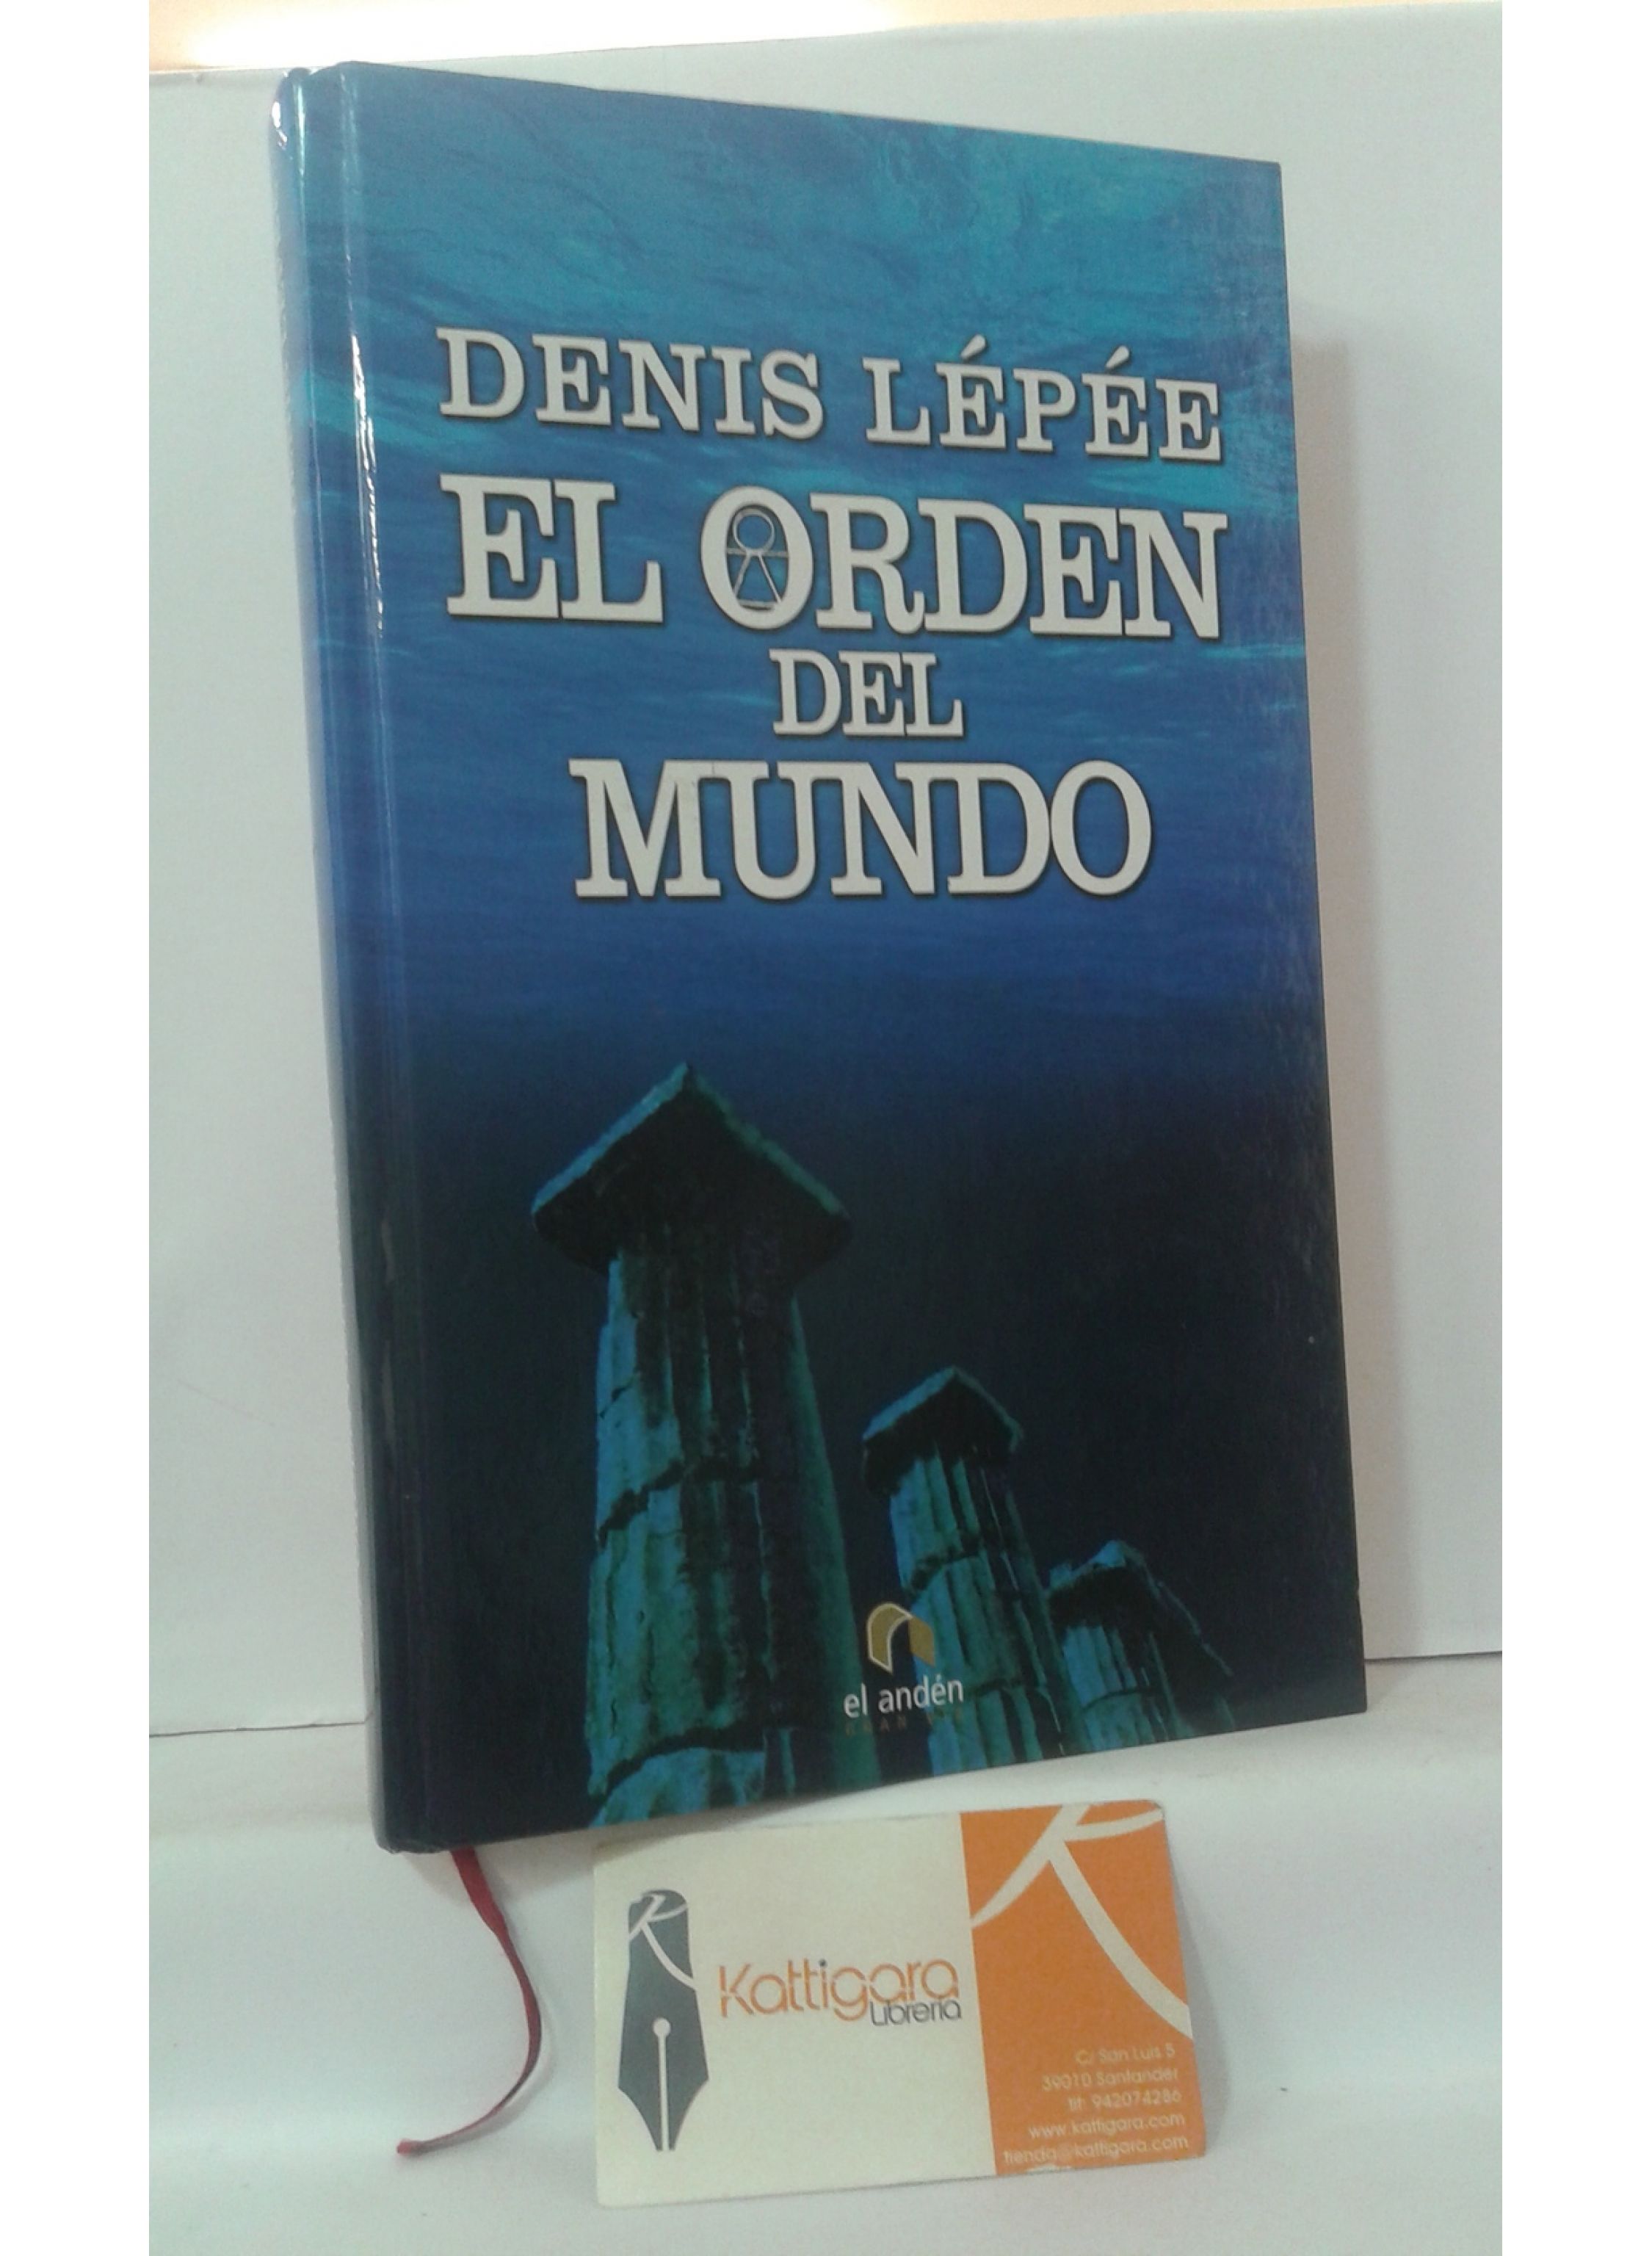 DENIS LÉPÉE
EL ORDEN
DEL
MUNDO
el andén
Kattigara
Librería
C/ San Luis 5
39010 Santander
tlf: 942074286
www.kattigara.com
tienda@kattigara.com